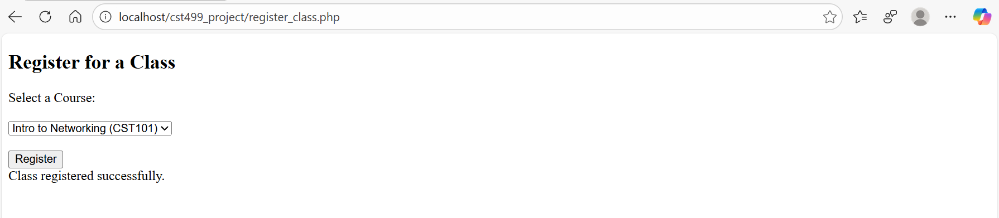 localhost/cst499_project/register_class.php
Register for a Class
Select a Course:
Intro to Networking (CST101)
Register
Class registered successfully.